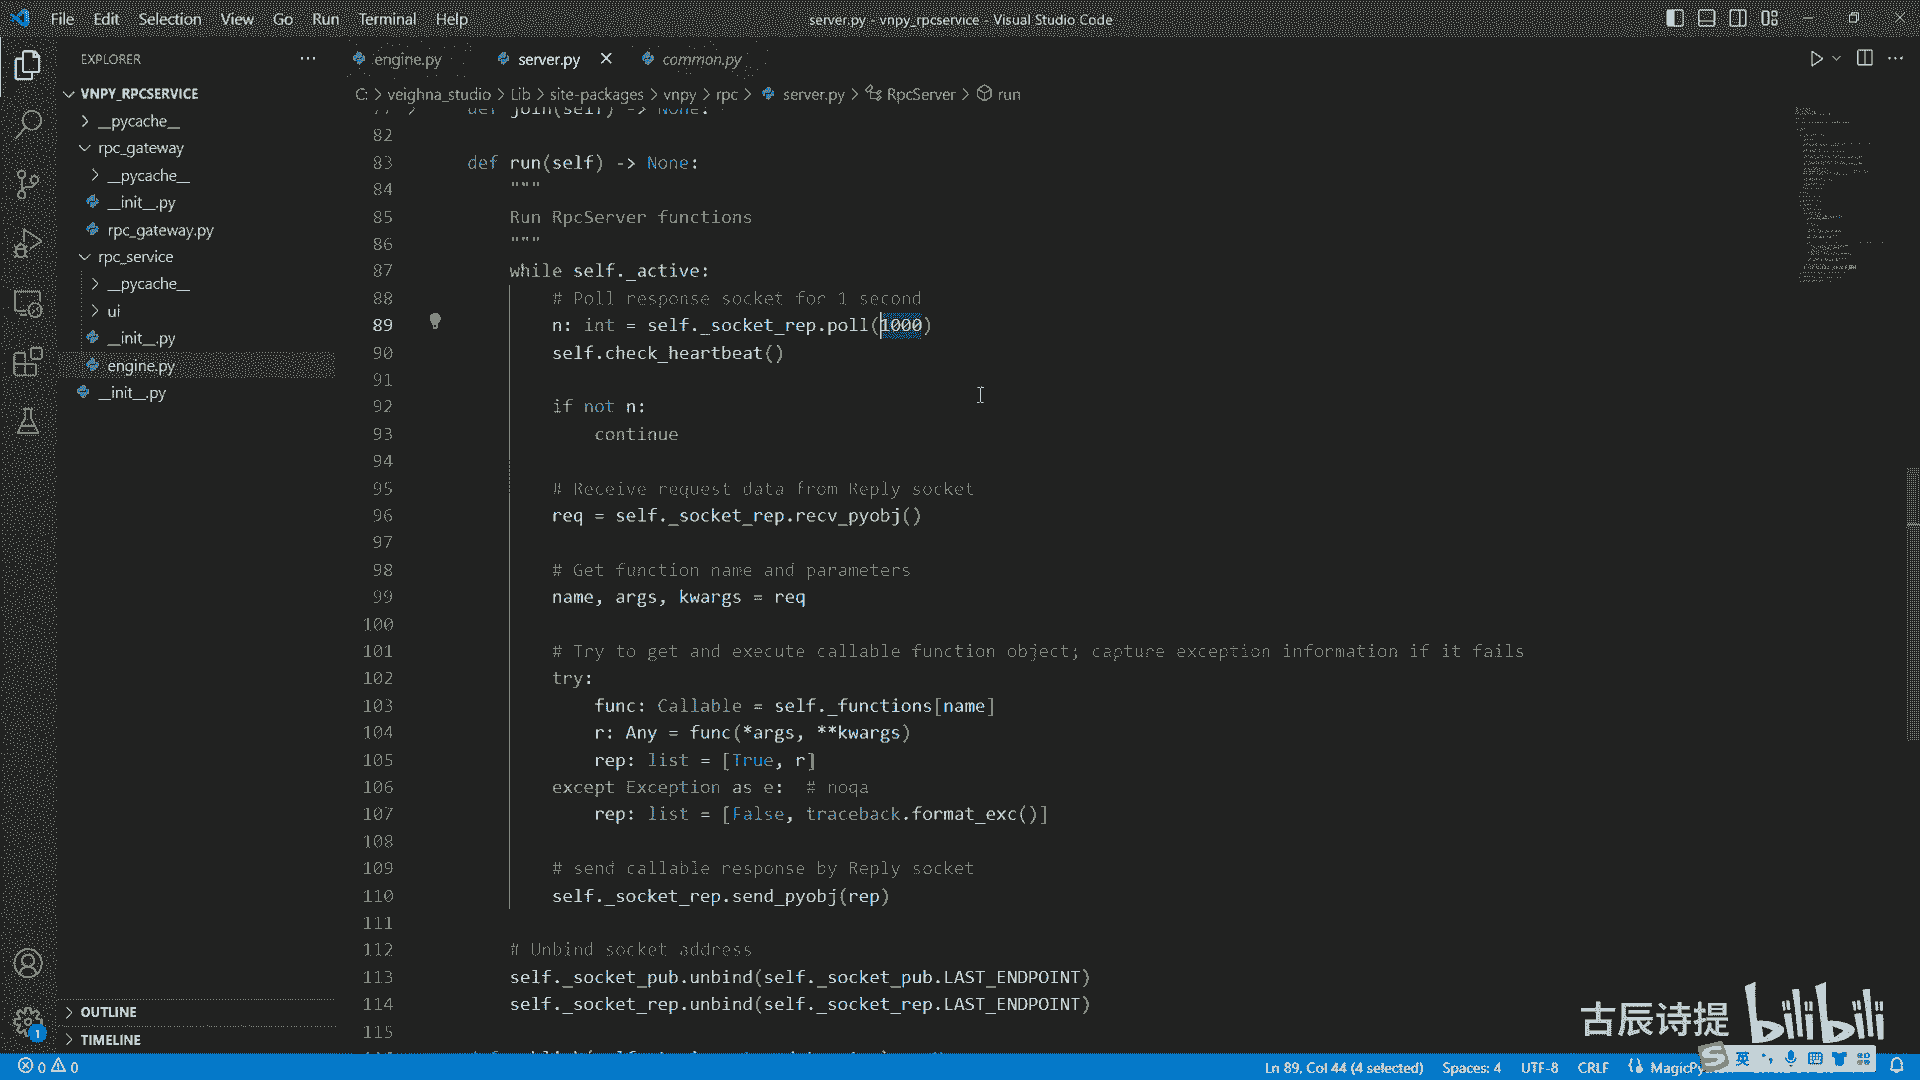 File Edit Selection View Go Run Terminal Help
server.py - vnpy_rpcservice - Visual Studio Code
EXPLORER
VNPY_RPCSERVICE
__pycache__
rpc_gateway
__pycache__
__init__.py
rpc_gateway.py
rpc_service
__pycache__
ui
__init__.py
engine.py
__init__.py
OUTLINE
TIMELINE
engine.py server.py common.py
C: > veighna_studio > Lib > site-packages > vnpy > rpc > server.py > RpcServer > run
77 def join(self) -> None:
82
83 def run(self) -> None:
84 """
85 Run RpcServer functions
86 """
87 while self._active:
88 # Poll response socket for 1 second
89 n: int = self._socket_rep.poll(1000)
90 self.check_heartbeat()
91
92 if not n:
93 continue
94
95 # Receive request data from Reply socket
96 req = self._socket_rep.recv_pyobj()
97
98 # Get function name and parameters
99 name, args, kwargs = req
100
101 # Try to get and execute callable function object; capture exception information if it fails
102 try:
103 func: Callable = self._functions[name]
104 r: Any = func(*args, **kwargs)
105 rep: list = [True, r]
106 except Exception as e:  # noqa
107 rep: list = [False, traceback.format_exc()]
108
109 # send callable response by Reply socket
110 self._socket_rep.send_pyobj(rep)
111
112 # Unbind socket address
113 self._socket_pub.unbind(self._socket_pub.LAST_ENDPOINT)
114 self._socket_rep.unbind(self._socket_rep.LAST_ENDPOINT)
115
古辰诗提 bilibili
1
0 0
Ln 89, Col 44 (4 selected) Spaces: 4 UTF-8 CRLF
英